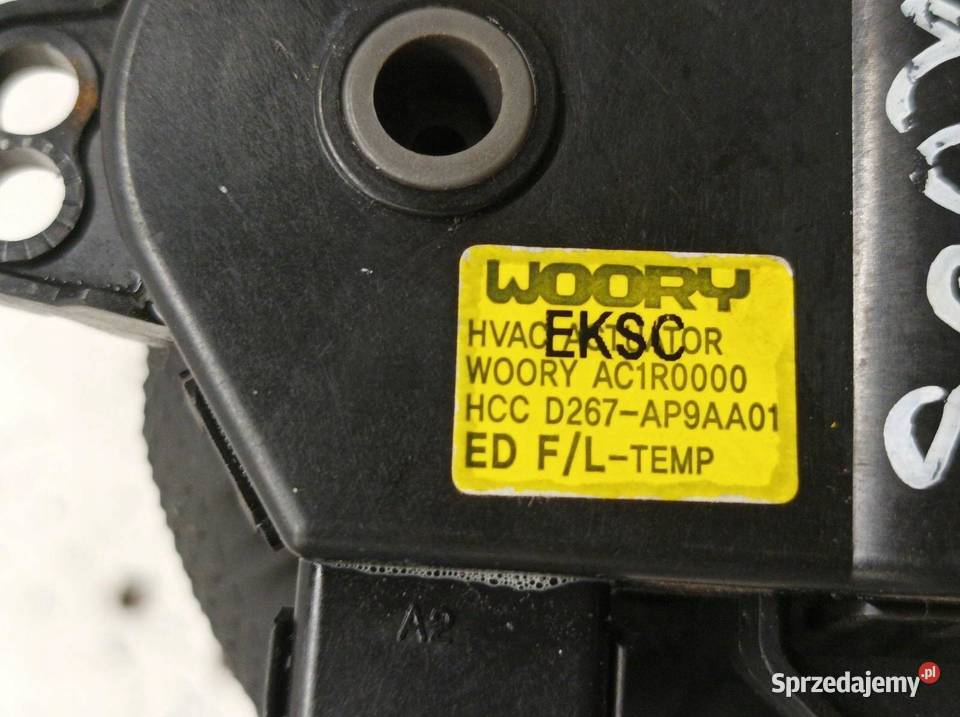 WOORY
HVAC ACTUATOR
EKSC
WOORY AC1R0000
HCC D267-AP9AA01
ED F/L-TEMP
A2
Sprzedajemy.pl